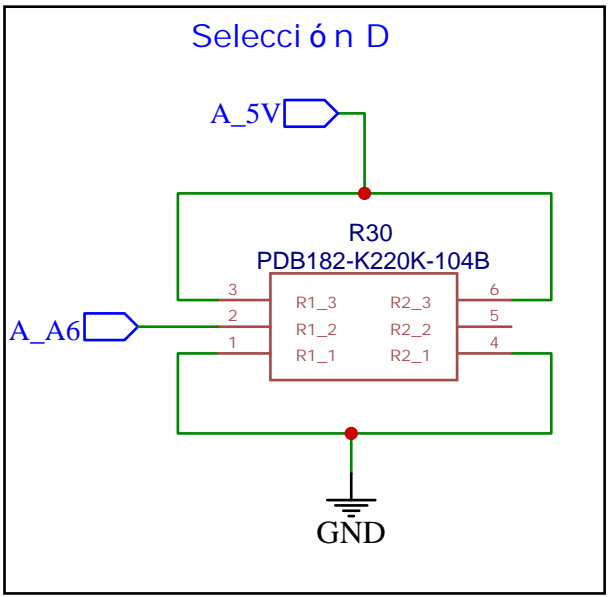 Selección D
A_5V
R30
PDB182-K220K-104B
3 R1_3 R2_3 6
A_A6 2 R1_2 R2_2 5
1 R1_1 R2_1 4
GND